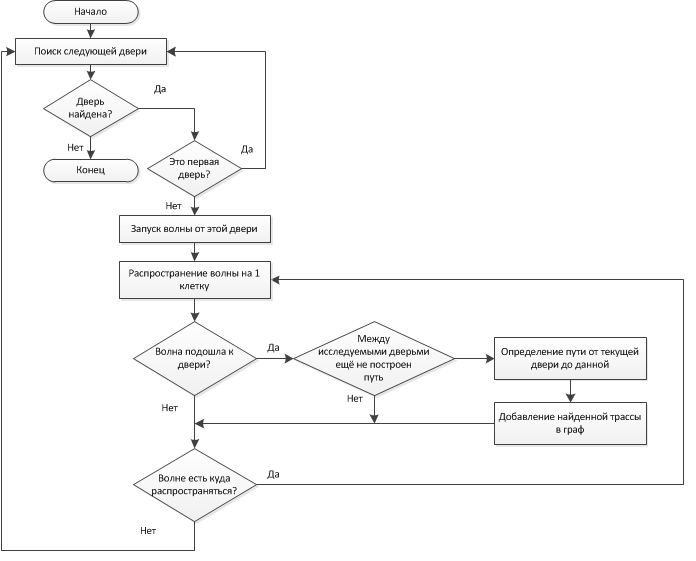 Начало
Поиск следующей двери
Дверь
найдена?
Да
Нет
Конец
Это первая
дверь?
Да
Нет
Запуск волны от этой двери
Распространение волны на 1
клетку
Волна подошла к
двери?
Да
Нет
Между
исследуемыми дверьми
ещё не построен
путь
Нет
Определение пути от текущей
двери до данной
Добавление найденной трассы
в граф
Волне есть куда
распространяться?
Да
Нет